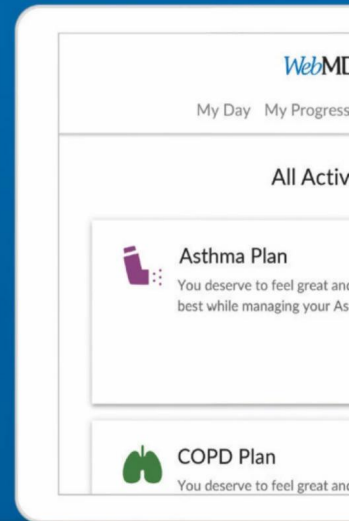 WebMD
My Day My Progress
All Activ
Asthma Plan
You deserve to feel great and
best while managing your As
COPD Plan
You deserve to feel great and